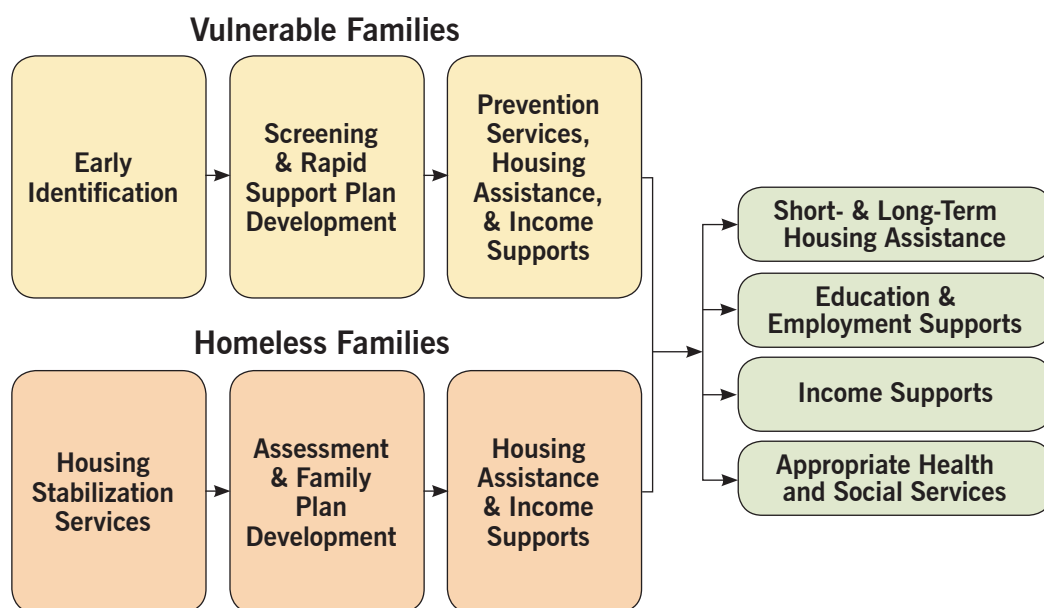 Vulnerable Families
Early
Identification
Screening
& Rapid
Support Plan
Development
Prevention
Services,
Housing
Assistance,
& Income
Supports
Homeless Families
Housing
Stabilization
Services
Assessment
& Family
Plan
Development
Housing
Assistance
& Income
Supports
Short- & Long-Term
Housing Assistance
Education &
Employment Supports
Income Supports
Appropriate Health
and Social Services